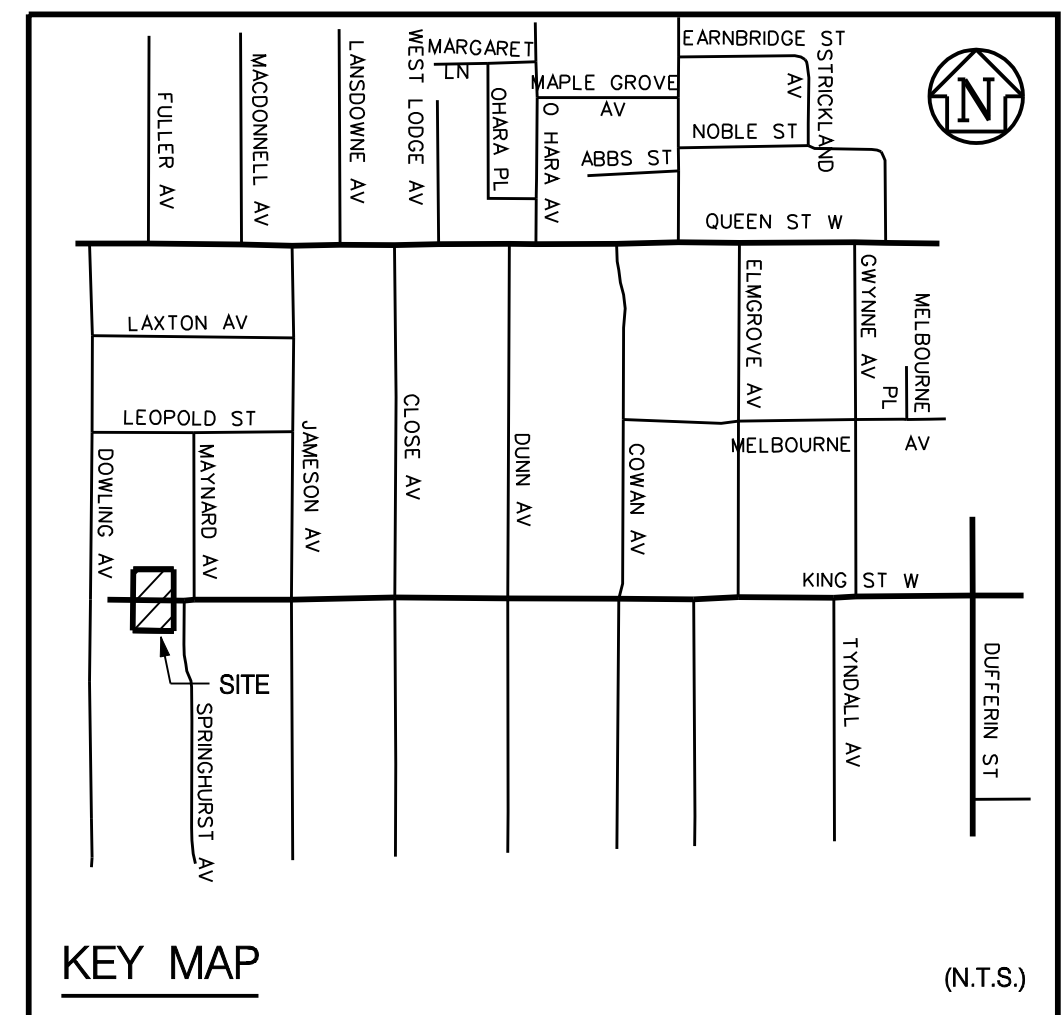 FULLER AV
MACDONNELL AV
LANSDOWNE AV
WEST LODGE AV
MARGARET
LN
OHARA PL
O HARA AV
MAPLE GROVE
AV
ABBS ST
EARNBRIDGE ST
STRICKLAND
AV
NOBLE ST
QUEEN ST W
N
LAXTON AV
LEOPOLD ST
DOWLING AV
MAYNARD AV
JAMESON AV
CLOSE AV
DUNN AV
COWAN AV
ELMGROVE AV
GWYNNE AV
MELBOURNE
PL
MELBOURNE AV
KING ST W
SITE
SPRINGHURST AV
TYNDALL AV
DUFFERIN ST
KEY MAP
(N.T.S.)